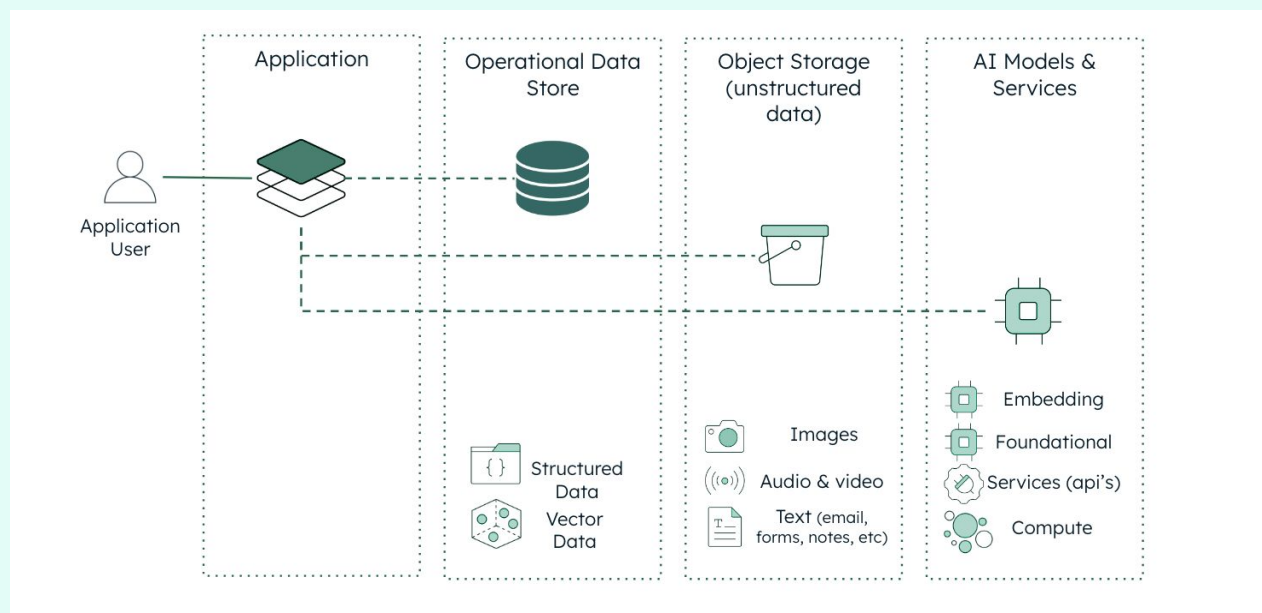 Application
Operational Data
Store
Object Storage
(unstructured
data)
AI Models &
Services
Application
User
Structured
Data
Vector
Data
Images
Audio & video
Text (email,
forms, notes, etc)
Embedding
Foundational
Services (api's)
Compute